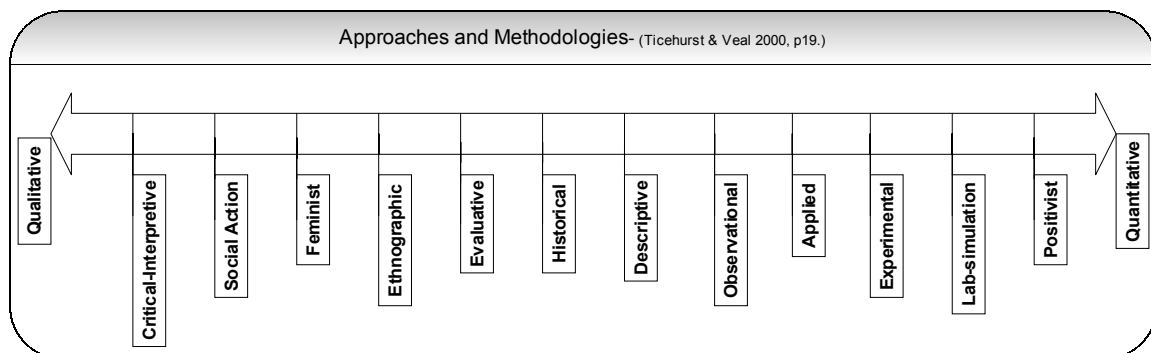 Approaches and Methodologies- (Ticehurst & Veal 2000, p19.)
Qualitative
Critical-Interpretive
Social Action
Feminist
Ethnographic
Evaluative
Historical
Descriptive
Observational
Applied
Experimental
Lab-simulation
Positivist
Quantitative